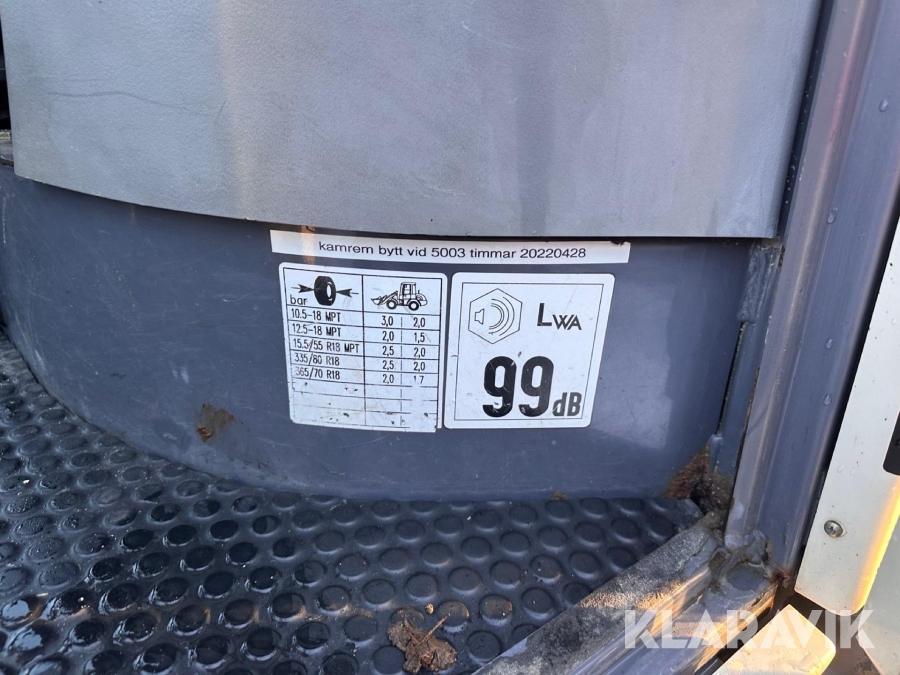 kamrem bytt vid 5003 timmar 20220428
bar
10.5-18 MPT 3,0 2,0
12.5-18 MPT 2,0 1,5
15.5/55 R18 MPT 2,5 2,0
335/80 R18 2,5 2,0
365/70 R18 2,0 1,7
LWA
99dB
KLARAVIK